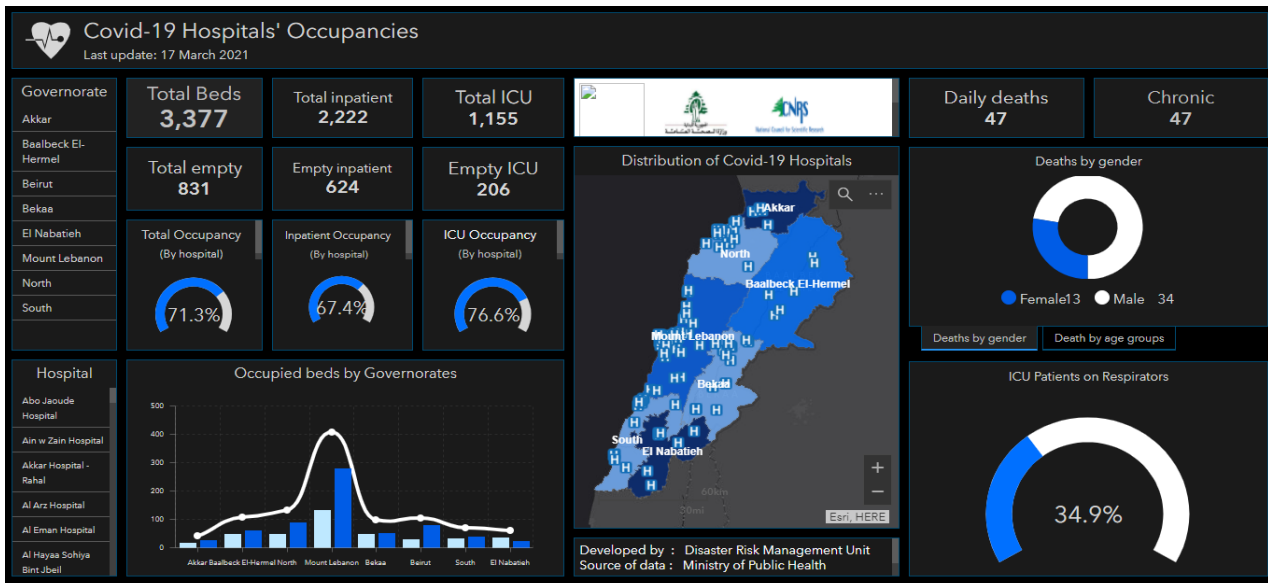 Covid-19 Hospitals' Occupancies
Last update: 17 March 2021
Governorate
Akkar
Baalbeck El-
Hermel
Beirut
Bekaa
El Nabatieh
Mount Lebanon
North
South
Total Beds
3,377
Total inpatient
2,222
Total ICU
1,155
Total empty
831
Empty inpatient
624
Empty ICU
206
Total Occupancy
(By hospital)
71.3%
Inpatient Occupancy
(By hospital)
67.4%
ICU Occupancy
(By hospital)
76.6%
Hospital
Abo Jaoude
Hospital
Ain w Zain Hospital
Akkar Hospital -
Rahal
Al Arz Hospital
Al Eman Hospital
Al Hayaa Sohiya
Bint Jbeil
Occupied beds by Governorates
500
400
300
200
100
0
Akkar Baalbeck El-Hermel North Mount Lebanon Bekaa Beirut South El Nabatieh
CNRS
National Council for Scientific Research
Distribution of Covid-19 Hospitals
Akkar
North
Baalbeck El-Hermel
Mount Lebanon
Bekaa
South
El Nabatieh
60km
30mi
Esri, HERE
Developed by : Disaster Risk Management Unit
Source of data : Ministry of Public Health
Daily deaths
47
Chronic
47
Deaths by gender
Female13 Male 34
Deaths by gender
Death by age groups
ICU Patients on Respirators
34.9%